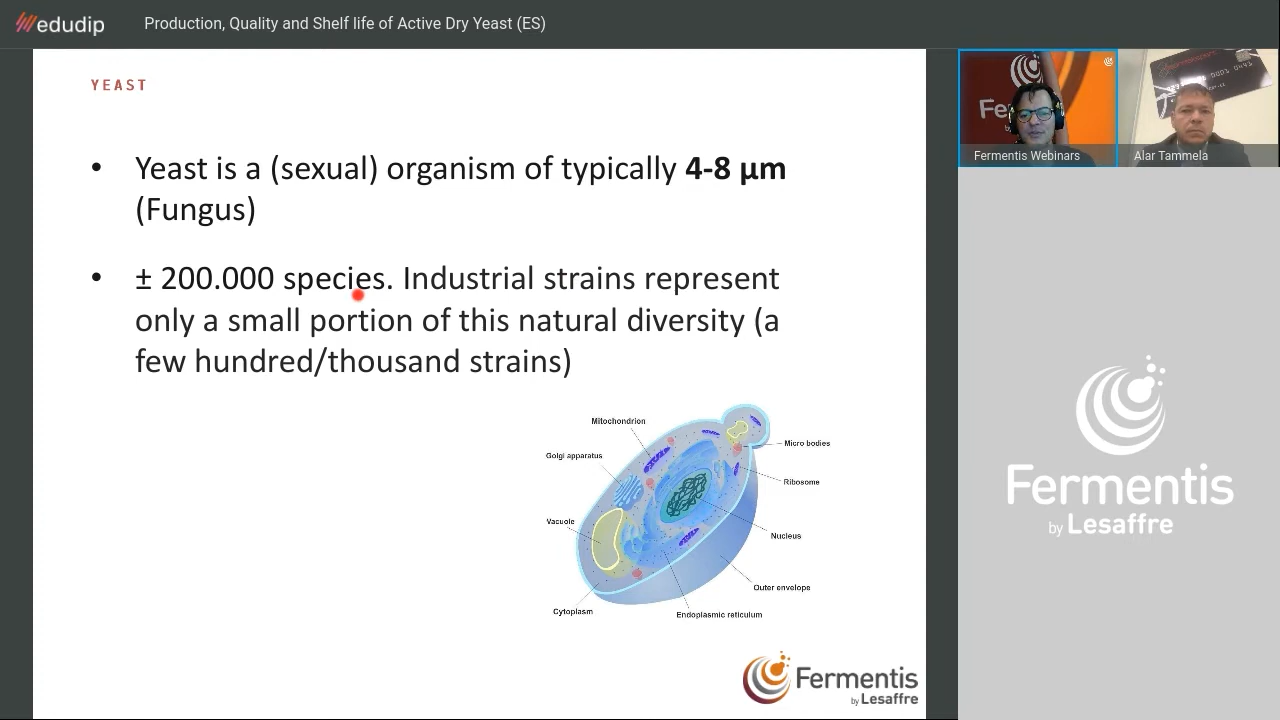 edudip
Production, Quality and Shelf life of Active Dry Yeast (ES)
YEAST
• Yeast is a (sexual) organism of typically 4-8 µm
(Fungus)
• ± 200.000 species. Industrial strains represent
only a small portion of this natural diversity (a
few hundred/thousand strains)
Mitochondrion
Golgi apparatus
Vacuole
Cytoplasm
Micro bodies
Ribosome
Nucleus
Outer envelope
Endoplasmic reticulum
Fermentis
by Lesaffre
Fermentis Webinars
Alar Tammela
Fermentis
by Lesaffre